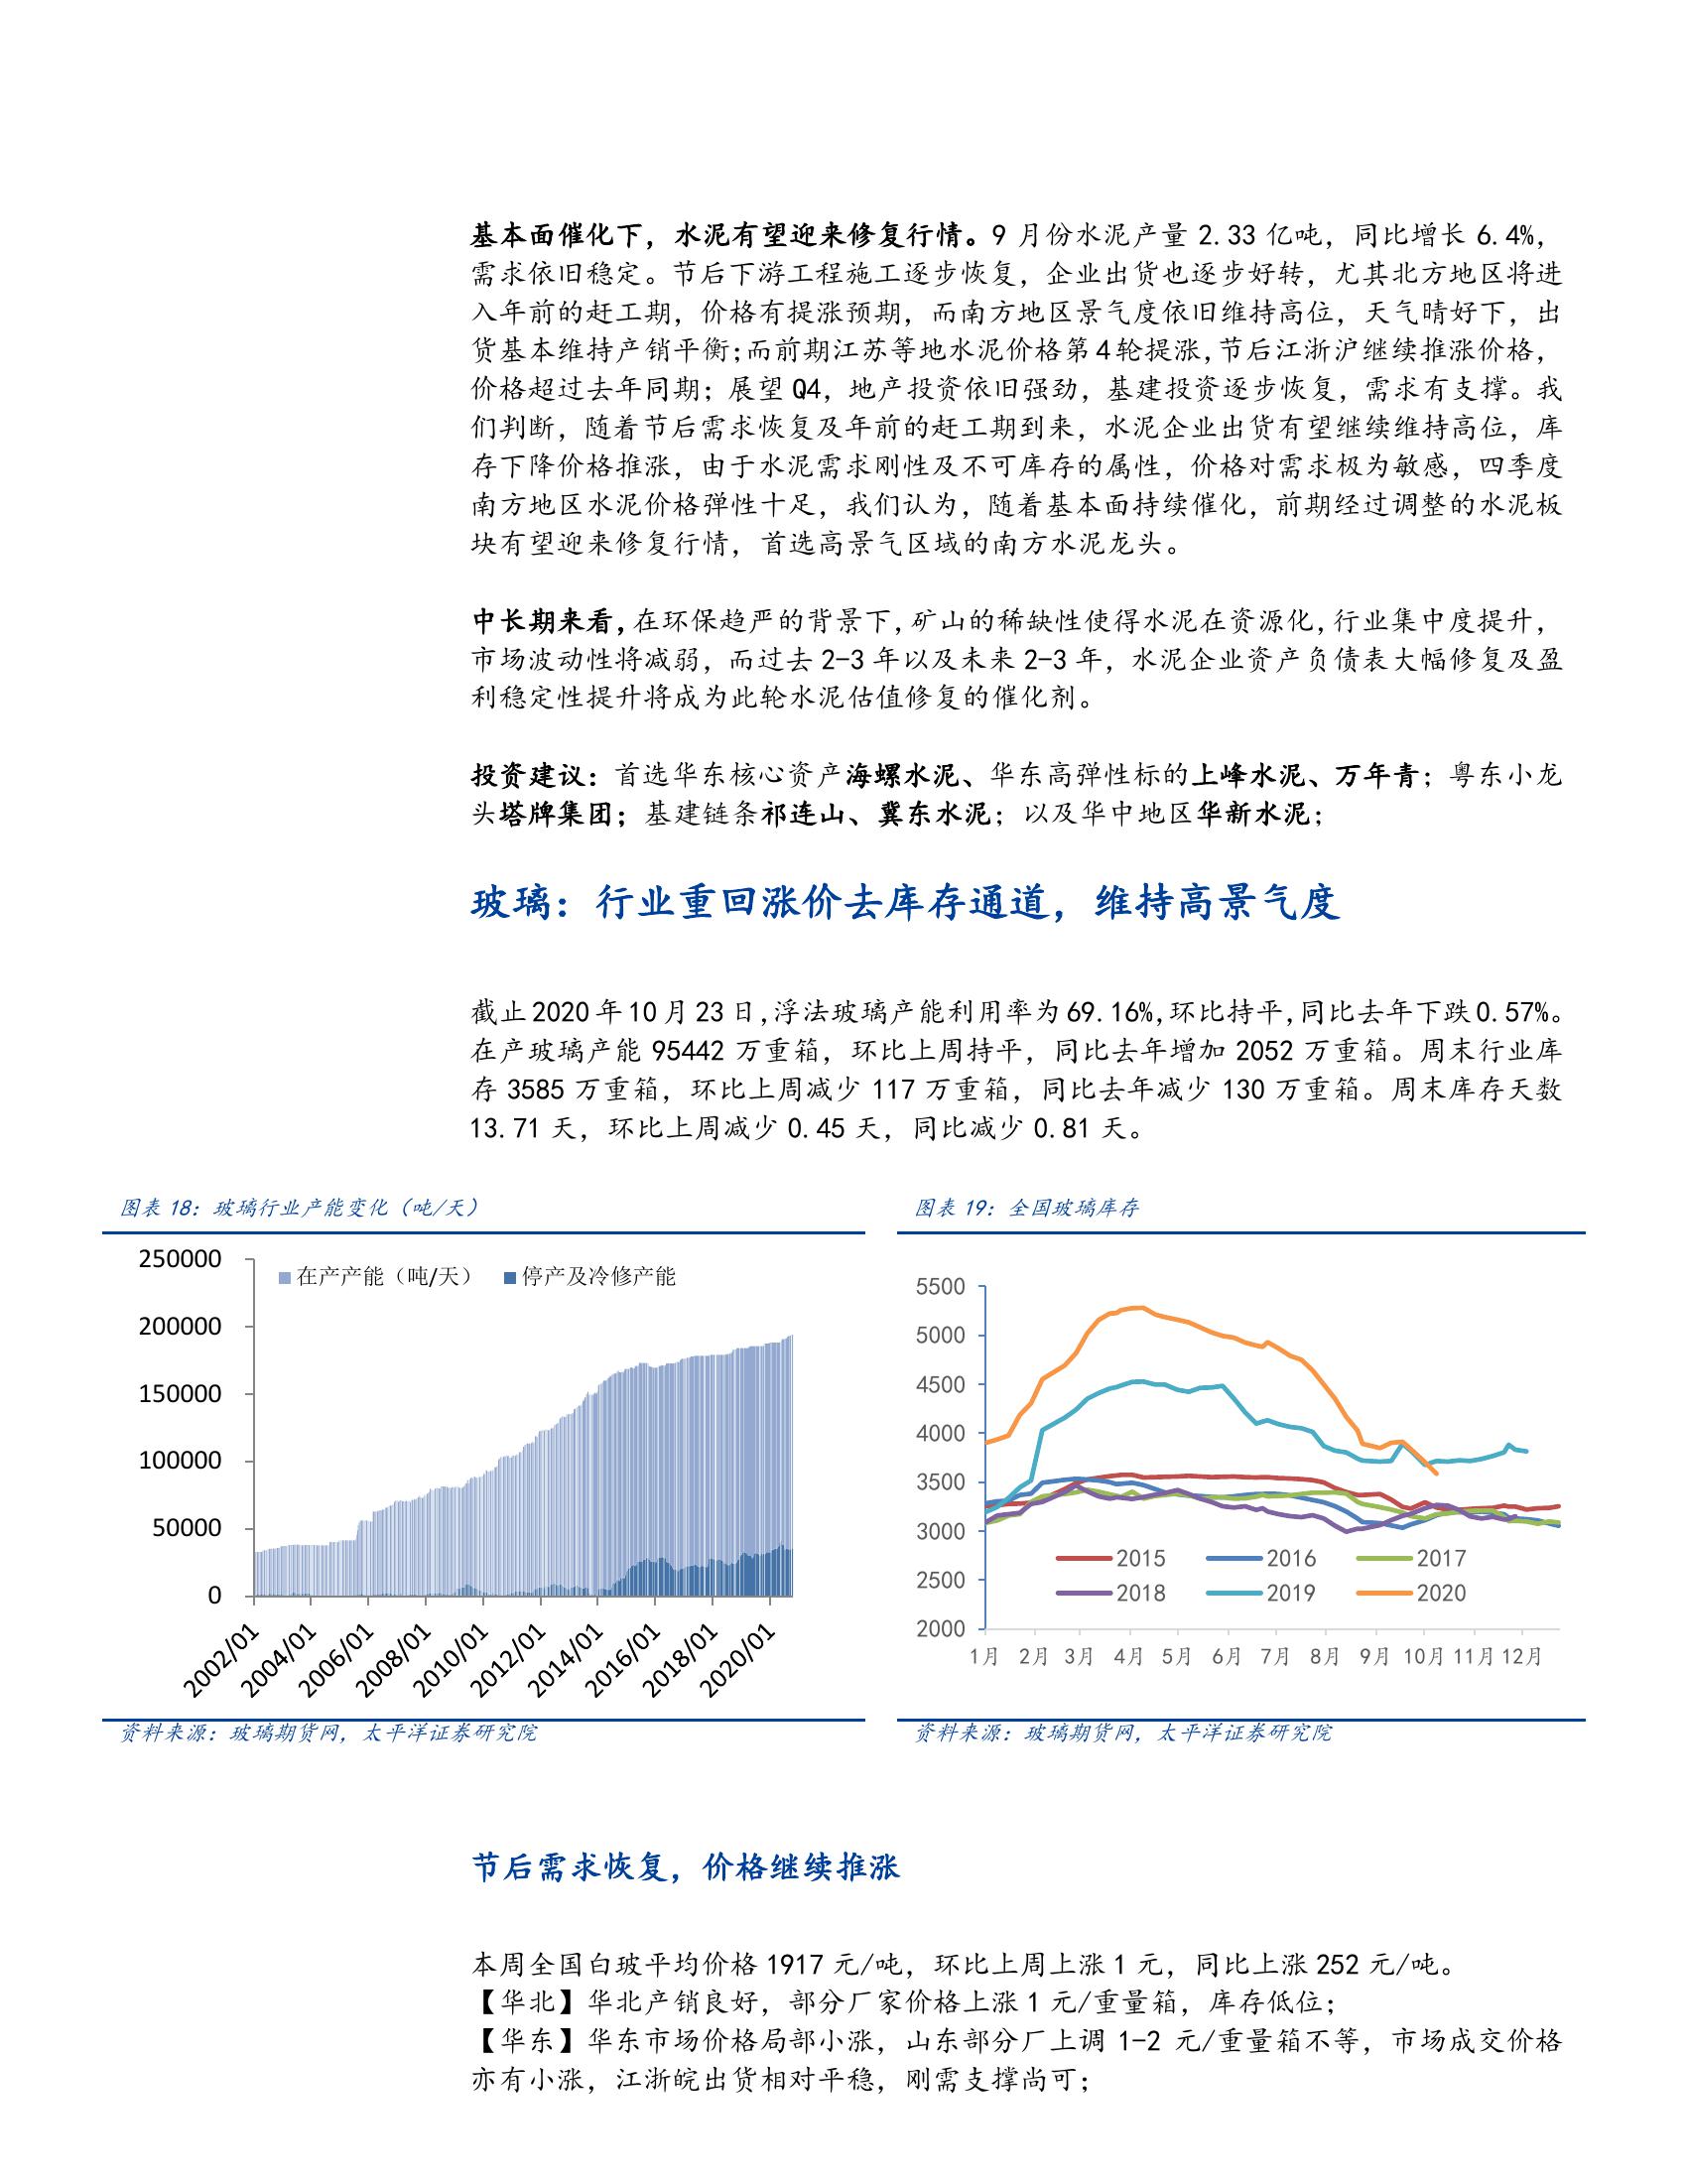 基本面催化下，水泥有望迎来修复行情。9 月份水泥产量 2.33 亿吨，同比增长 6.4%，
需求依旧稳定。节后下游工程施工逐步恢复，企业出货也逐步好转，尤其北方地区将进
入年前的赶工期，价格有提涨预期，而南方地区景气度依旧维持高位，天气晴好下，出
货基本维持产销平衡；而前期江苏等地水泥价格第 4 轮提涨，节后江浙沪继续推涨价格，
价格超过去年同期；展望 Q4，地产投资依旧强劲，基建投资逐步恢复，需求有支撑。我
们判断，随着节后需求恢复及年前的赶工期到来，水泥企业出货有望继续维持高位，库
存下降价格推涨，由于水泥需求刚性及不可库存的属性，价格对需求极为敏感，四季度
南方地区水泥价格弹性十足，我们认为，随着基本面持续催化，前期经过调整的水泥板
块有望迎来修复行情，首选高景气区域的南方水泥龙头。
中长期来看，在环保趋严的背景下，矿山的稀缺性使得水泥在资源化，行业集中度提升，
市场波动性将减弱，而过去 2-3 年以及未来 2-3 年，水泥企业资产负债表大幅修复及盈
利稳定性提升将成为此轮水泥估值修复的催化剂。
投资建议：首选华东核心资产海螺水泥、华东高弹性标的上峰水泥、万年青；粤东小龙
头塔牌集团；基建链条祁连山、冀东水泥；以及华中地区华新水泥；
玻璃：行业重回涨价去库存通道，维持高景气度
截止 2020 年 10 月 23 日，浮法玻璃产能利用率为 69.16%，环比持平，同比去年下跌 0.57%。
在产玻璃产能 95442 万重箱，环比上周持平，同比去年增加 2052 万重箱。周末行业库
存 3585 万重箱，环比上周减少 117 万重箱，同比去年减少 130 万重箱。周末库存天数
13.71 天，环比上周减少 0.45 天，同比减少 0.81 天。
图表 18：玻璃行业产能变化（吨/天）
250000
200000
150000
100000
50000
0
在产产能（吨/天） 停产及冷修产能
2002/01 2004/01 2006/01 2008/01 2010/01 2012/01 2014/01 2016/01 2018/01 2020/01
资料来源：玻璃期货网，太平洋证券研究院
图表 19：全国玻璃库存
5500
5000
4500
4000
3500
3000
2500
2000
2015 2016 2017
2018 2019 2020
1月 2月 3月 4月 5月 6月 7月 8月 9月 10月 11月 12月
资料来源：玻璃期货网，太平洋证券研究院
节后需求恢复，价格继续推涨
本周全国白玻平均价格 1917 元/吨，环比上周上涨 1 元，同比上涨 252 元/吨。
【华北】华北产销良好，部分厂家价格上涨 1 元/重量箱，库存低位；
【华东】华东市场价格局部小涨，山东部分厂上调 1-2 元/重量箱不等，市场成交价格
亦有小涨，江浙皖出货相对平稳，刚需支撑尚可；